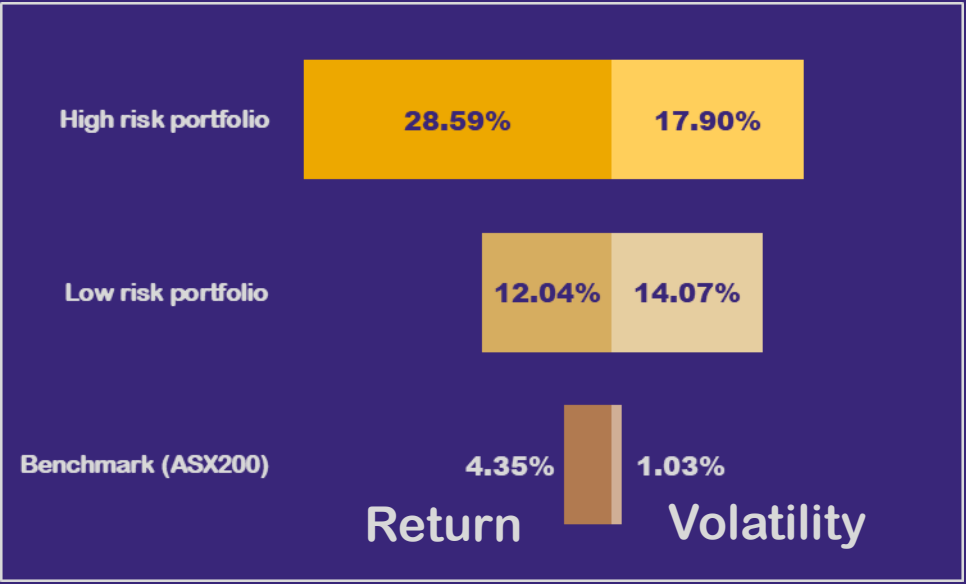 High risk portfolio 28.59% 17.90%
Low risk portfolio 12.04% 14.07%
Benchmark (ASX200) 4.35% 1.03%
Return Volatility